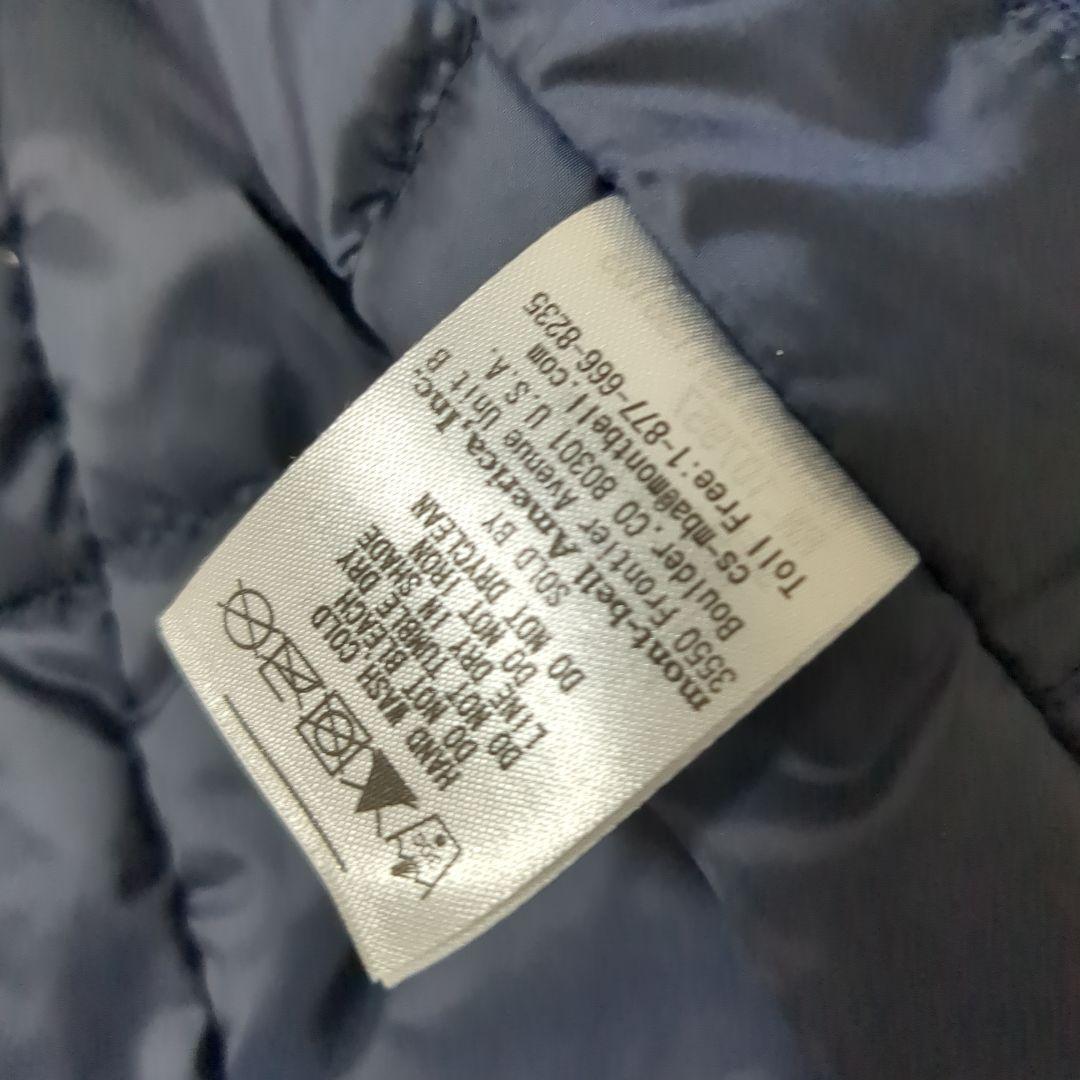 HAND WASH COLD
DO NOT BLEACH
DO NOT TUMBLE DRY
LINE DRY IN SHADE
DO NOT IRON
DO NOT DRYCLEAN
SOLD BY
mont-bell America, Inc.
3550 Frontier Avenue Unit B
Boulder.CO 80301 U.S.A.
cs-mba@montbell.com
Toll Free:1-877-666-8235